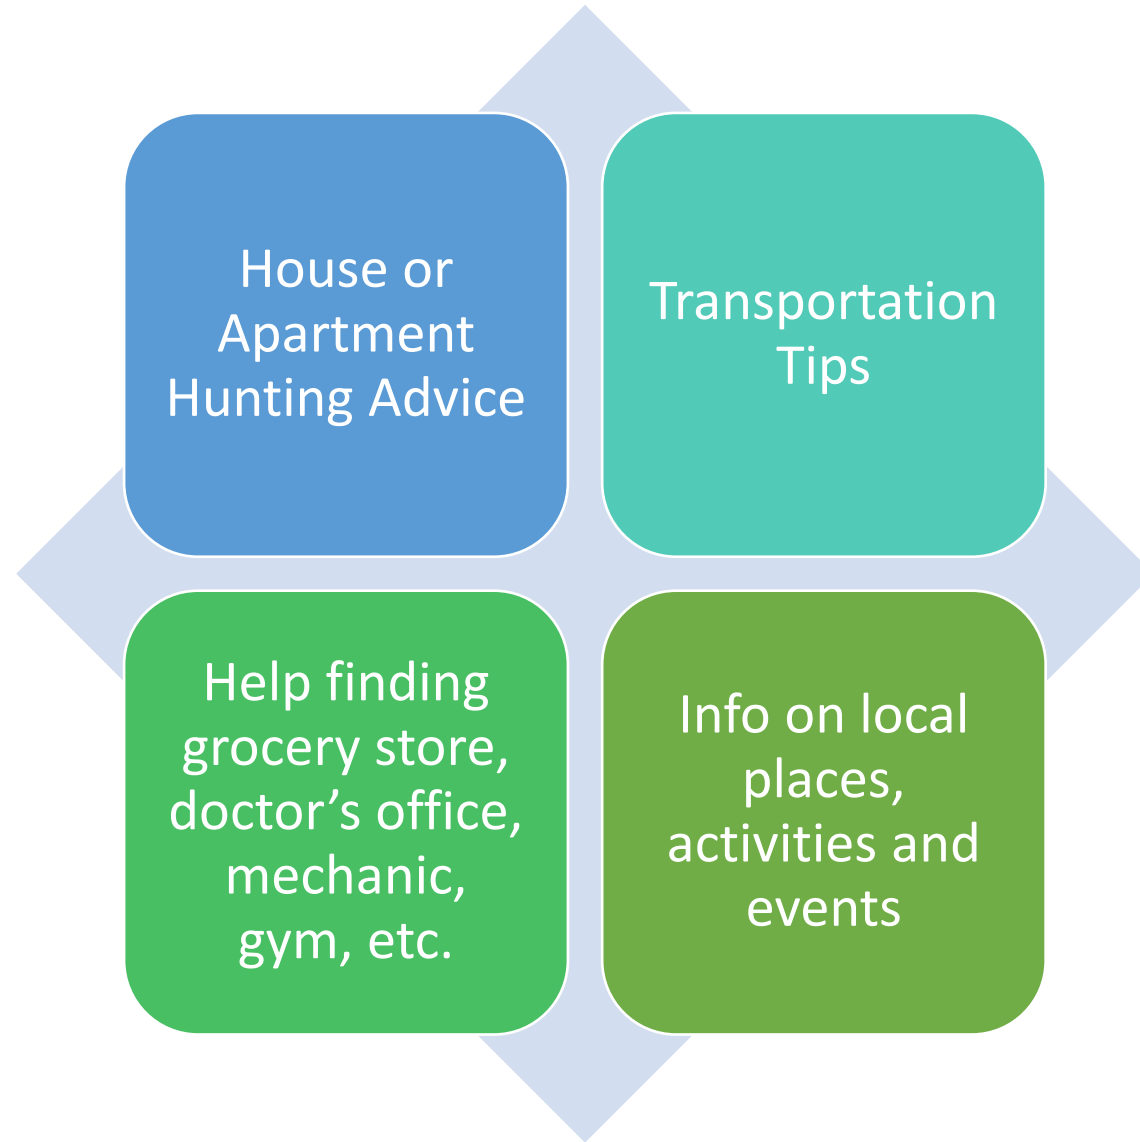 House or
Apartment
Hunting Advice
Transportation
Tips
Help finding
grocery store,
doctor’s office,
mechanic,
gym, etc.
Info on local
places,
activities and
events